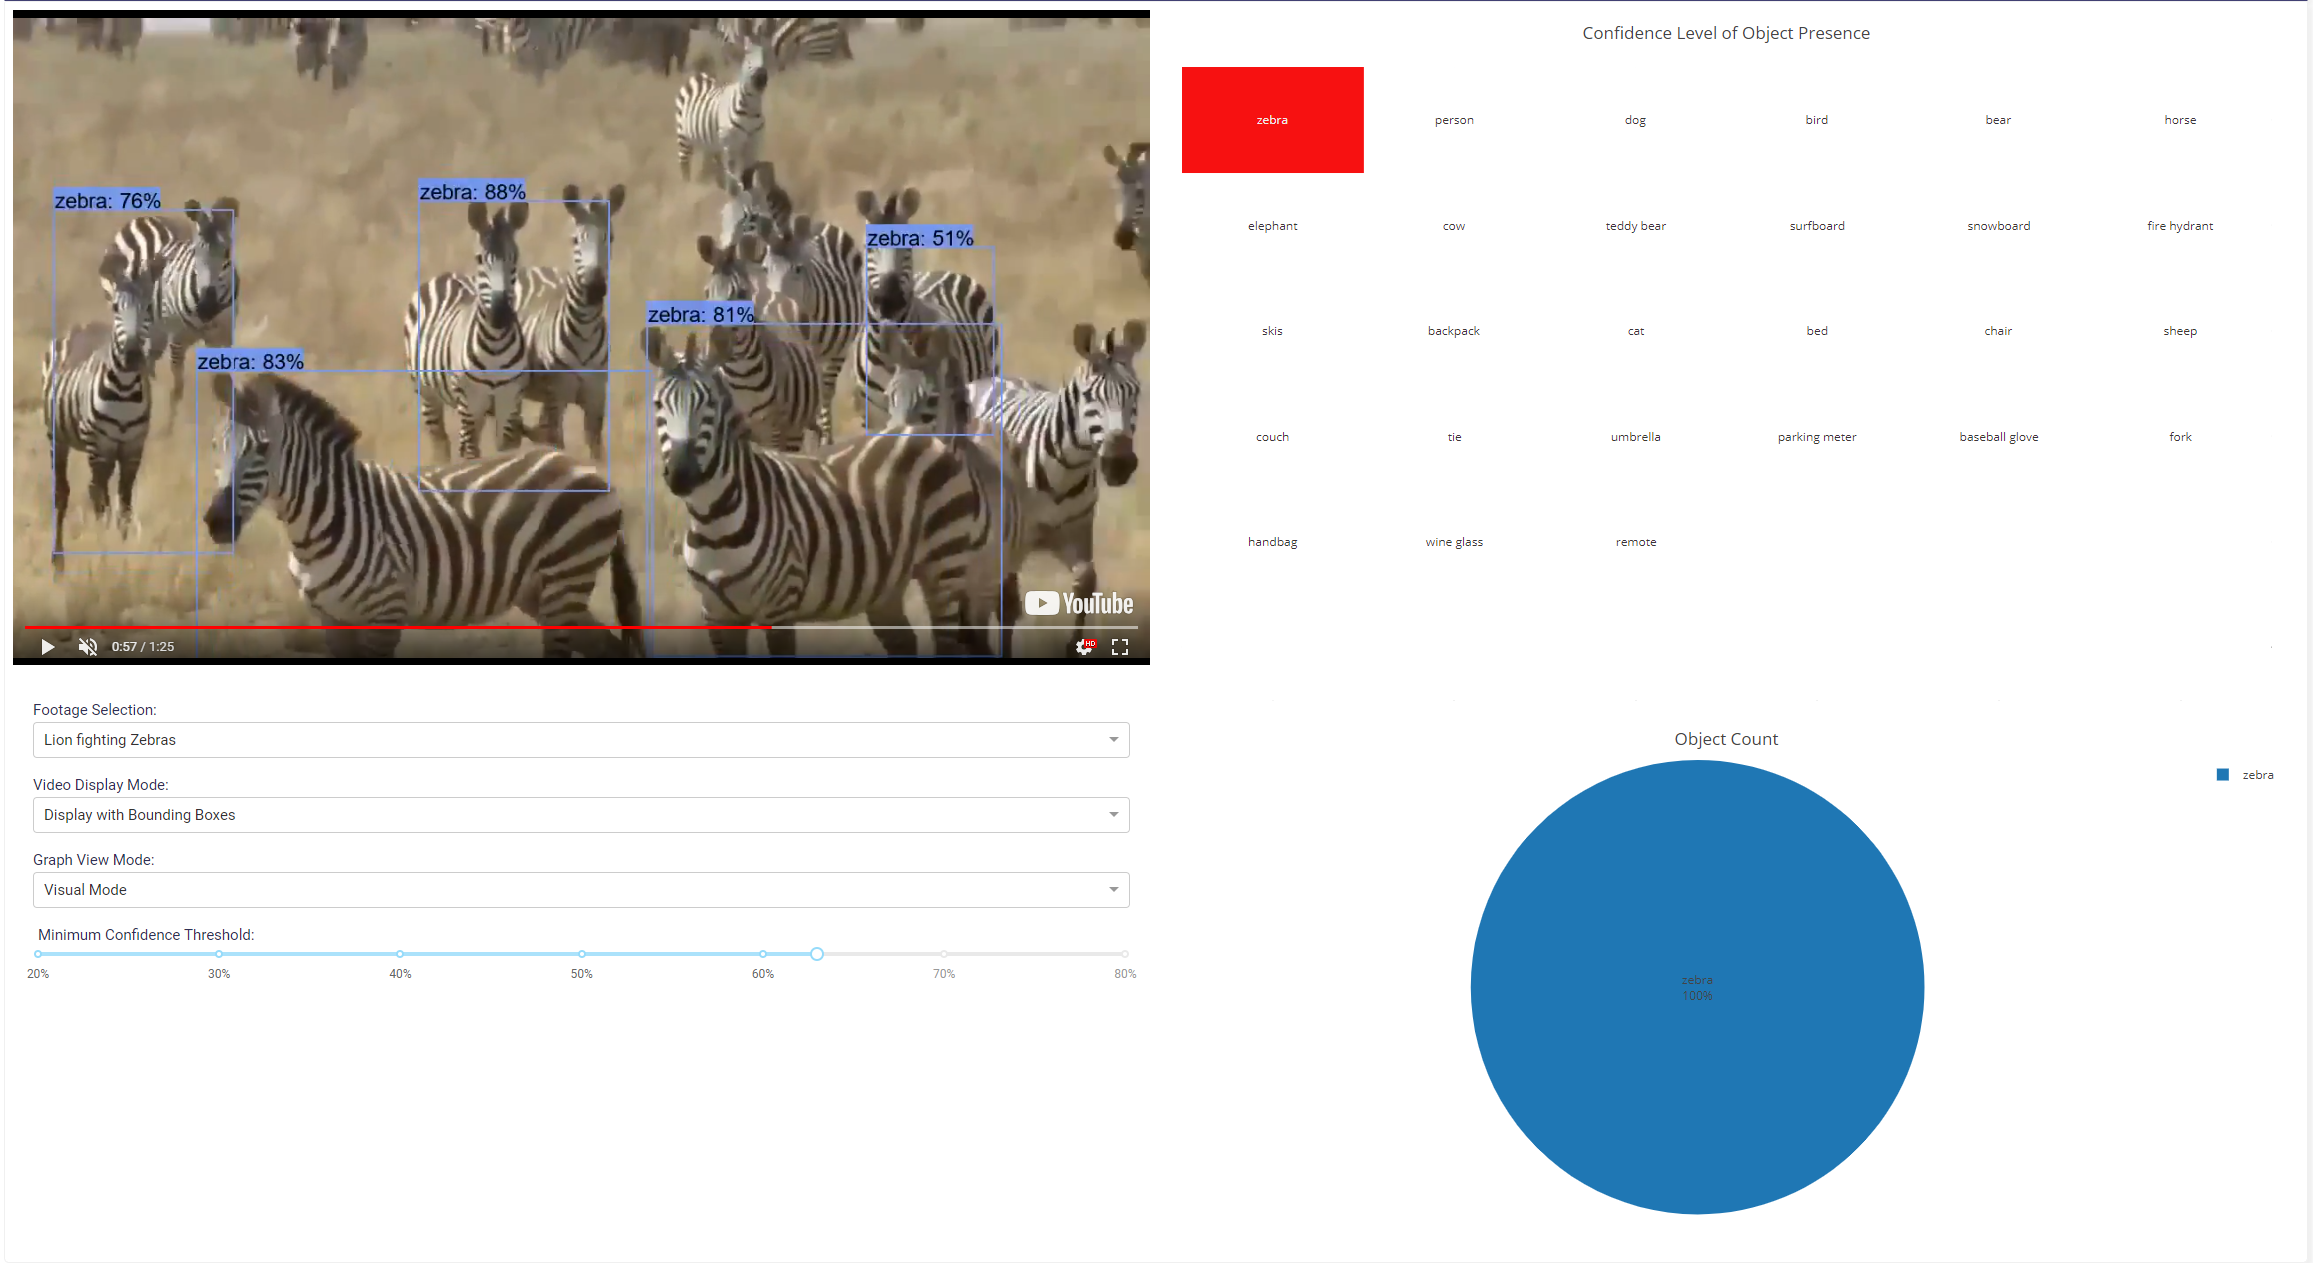 zebra: 76%
zebra: 88%
zebra: 51%
zebra: 81%
zebra: 83%
YouTube
0:57 / 1:25
HD
Footage Selection:
Lion fighting Zebras
Video Display Mode:
Display with Bounding Boxes
Graph View Mode:
Visual Mode
Minimum Confidence Threshold:
20% 30% 40% 50% 60% 70% 80%
Confidence Level of Object Presence
zebra person dog bird bear horse
elephant cow teddy bear surfboard snowboard fire hydrant
skis backpack cat bed chair sheep
couch tie umbrella parking meter baseball glove fork
handbag wine glass remote
Object Count
zebra
zebra
100%